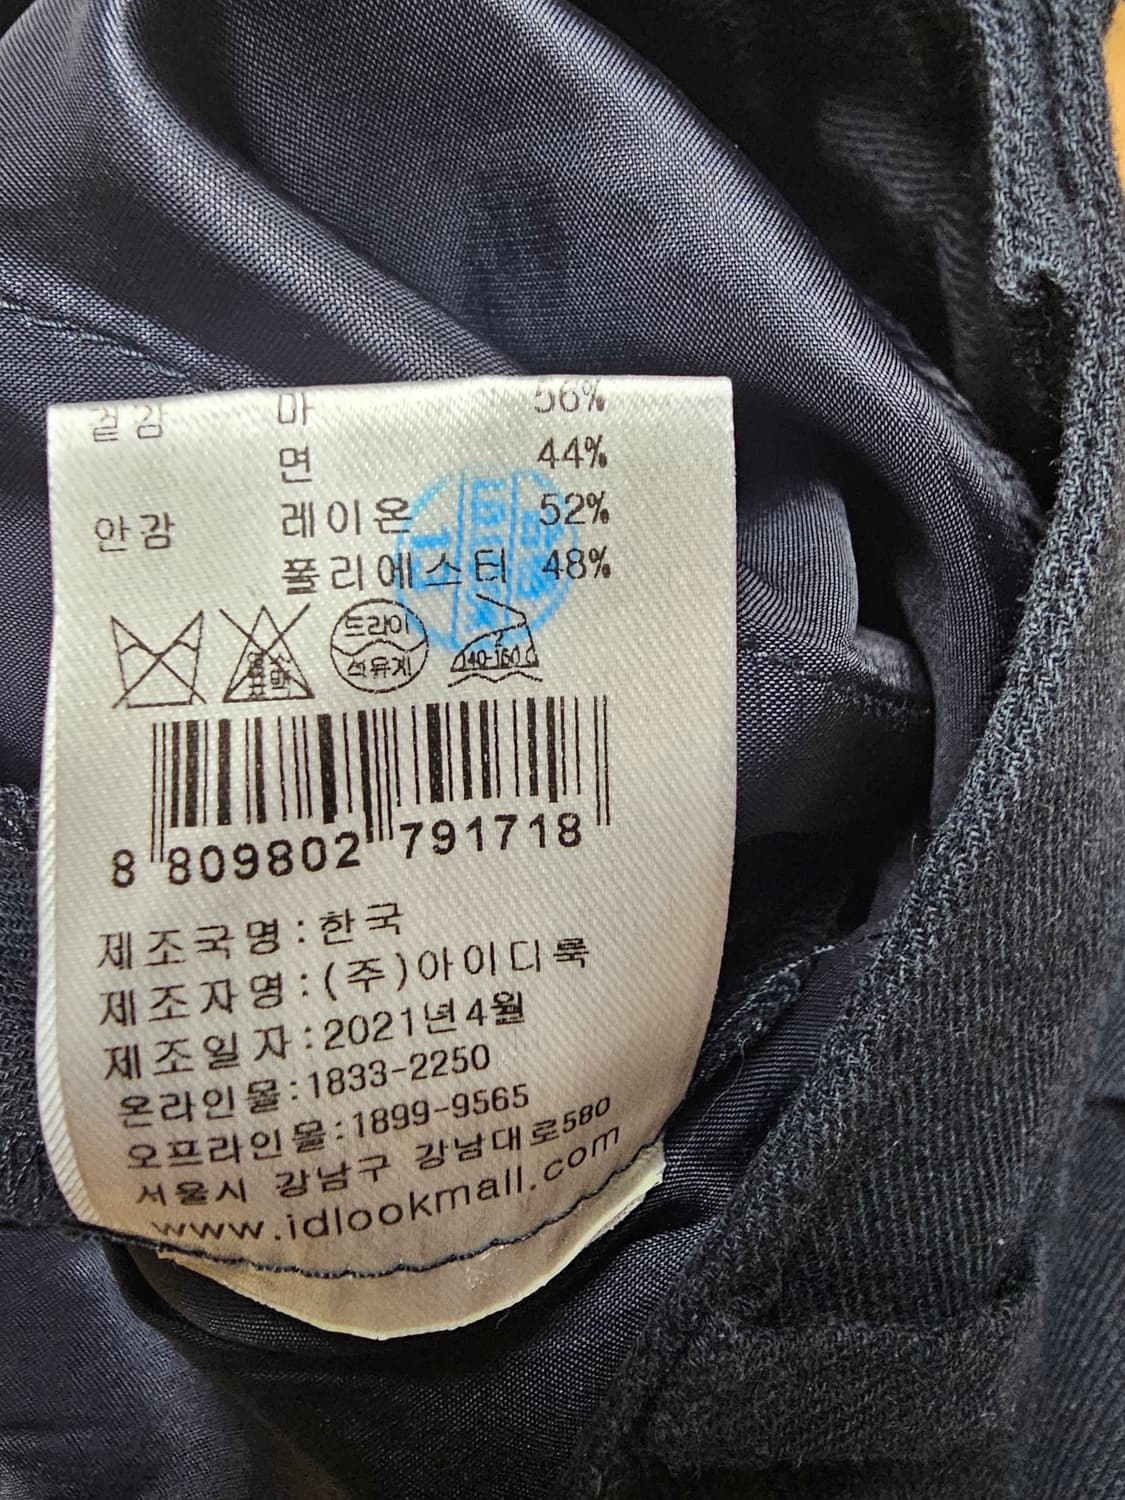 겉감 마 56%
면 44%
안감 레이온 52%
폴리에스터 48%
염소 표백
드라이
석유계
140-160℃
8 809802 791718
제조국명:한국
제조자명:(주)아이디룩
제조일자:2021년4월
온라인몰:1833-2250
오프라인몰:1899-9565
서울시 강남구 강남대로580
www.idlookmall.com